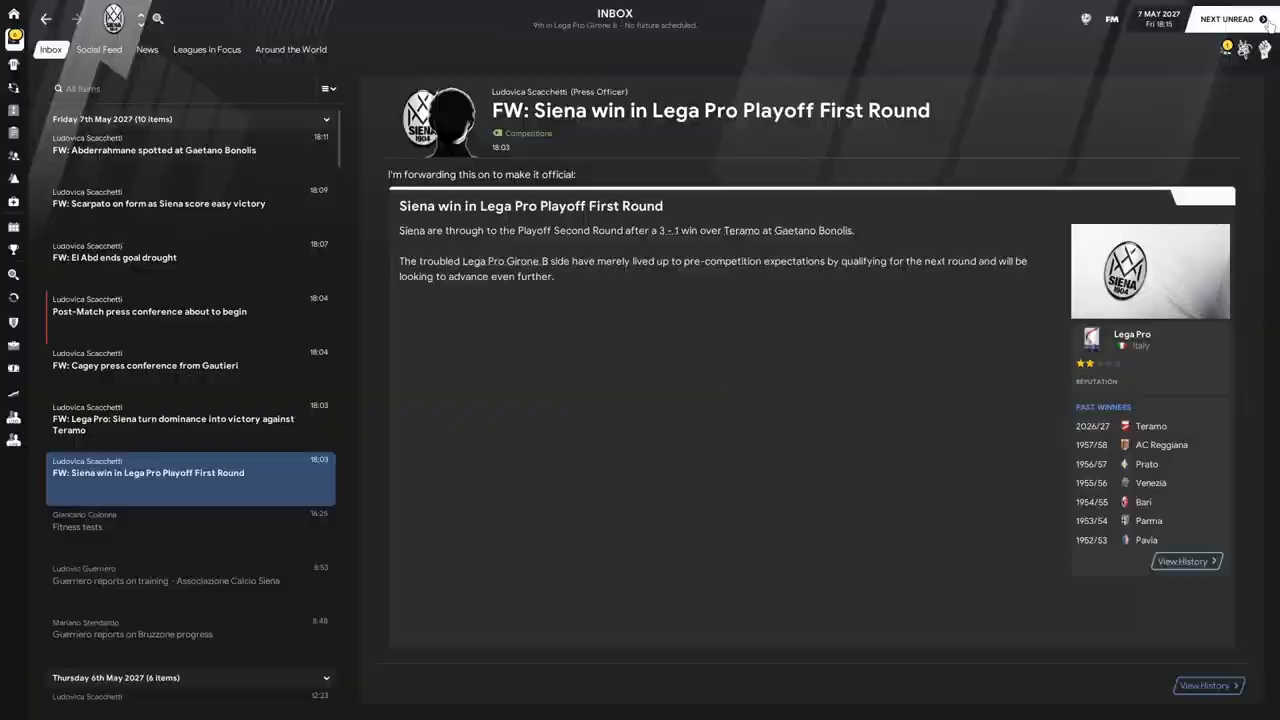 INBOX
9th in Lega Pro Girone B - No fixture scheduled.
FM
7 MAY 2027
Fri 18:15
NEXT UNREAD
6
1
Inbox
Social Feed
News
Leagues in Focus
Around the World
All Items
Friday 7th May 2027 (10 items)
Ludovica Scacchetti
18:11
FW: Abderrahmane spotted at Gaetano Bonolis
Ludovica Scacchetti
18:09
FW: Scarpato on form as Siena score easy victory
Ludovica Scacchetti
18:07
FW: El Abd ends goal drought
Ludovica Scacchetti
18:04
Post-Match press conference about to begin
Ludovica Scacchetti
18:04
FW: Cagey press conference from Gautieri
Ludovica Scacchetti
18:03
FW: Lega Pro: Siena turn dominance into victory against
Teramo
Ludovica Scacchetti
18:03
FW: Siena win in Lega Pro Playoff First Round
Giancarlo Colonna
16:25
Fitness tests
Ludovic Guerriero
8:53
Guerriero reports on training - Associazione Calcio Siena
Mariano Stendardo
8:48
Guerriero reports on Bruzzone progress
Thursday 6th May 2027 (6 items)
Ludovica Scacchetti
12:23
SIENA
1904
Ludovica Scacchetti (Press Officer)
FW: Siena win in Lega Pro Playoff First Round
Competitions
18:03
I'm forwarding this on to make it official:
Siena win in Lega Pro Playoff First Round
Siena are through to the Playoff Second Round after a 3 - 1 win over Teramo at Gaetano Bonolis.
The troubled Lega Pro Girone B side have merely lived up to pre-competition expectations by qualifying for the next round and will be
looking to advance even further.
SIENA
1904
Lega Pro
Italy
REPUTATION
PAST WINNERS
2026/27 Teramo
1957/58 AC Reggiana
1956/57 Prato
1955/56 Venezia
1954/55 Bari
1953/54 Parma
1952/53 Pavia
View History
View History